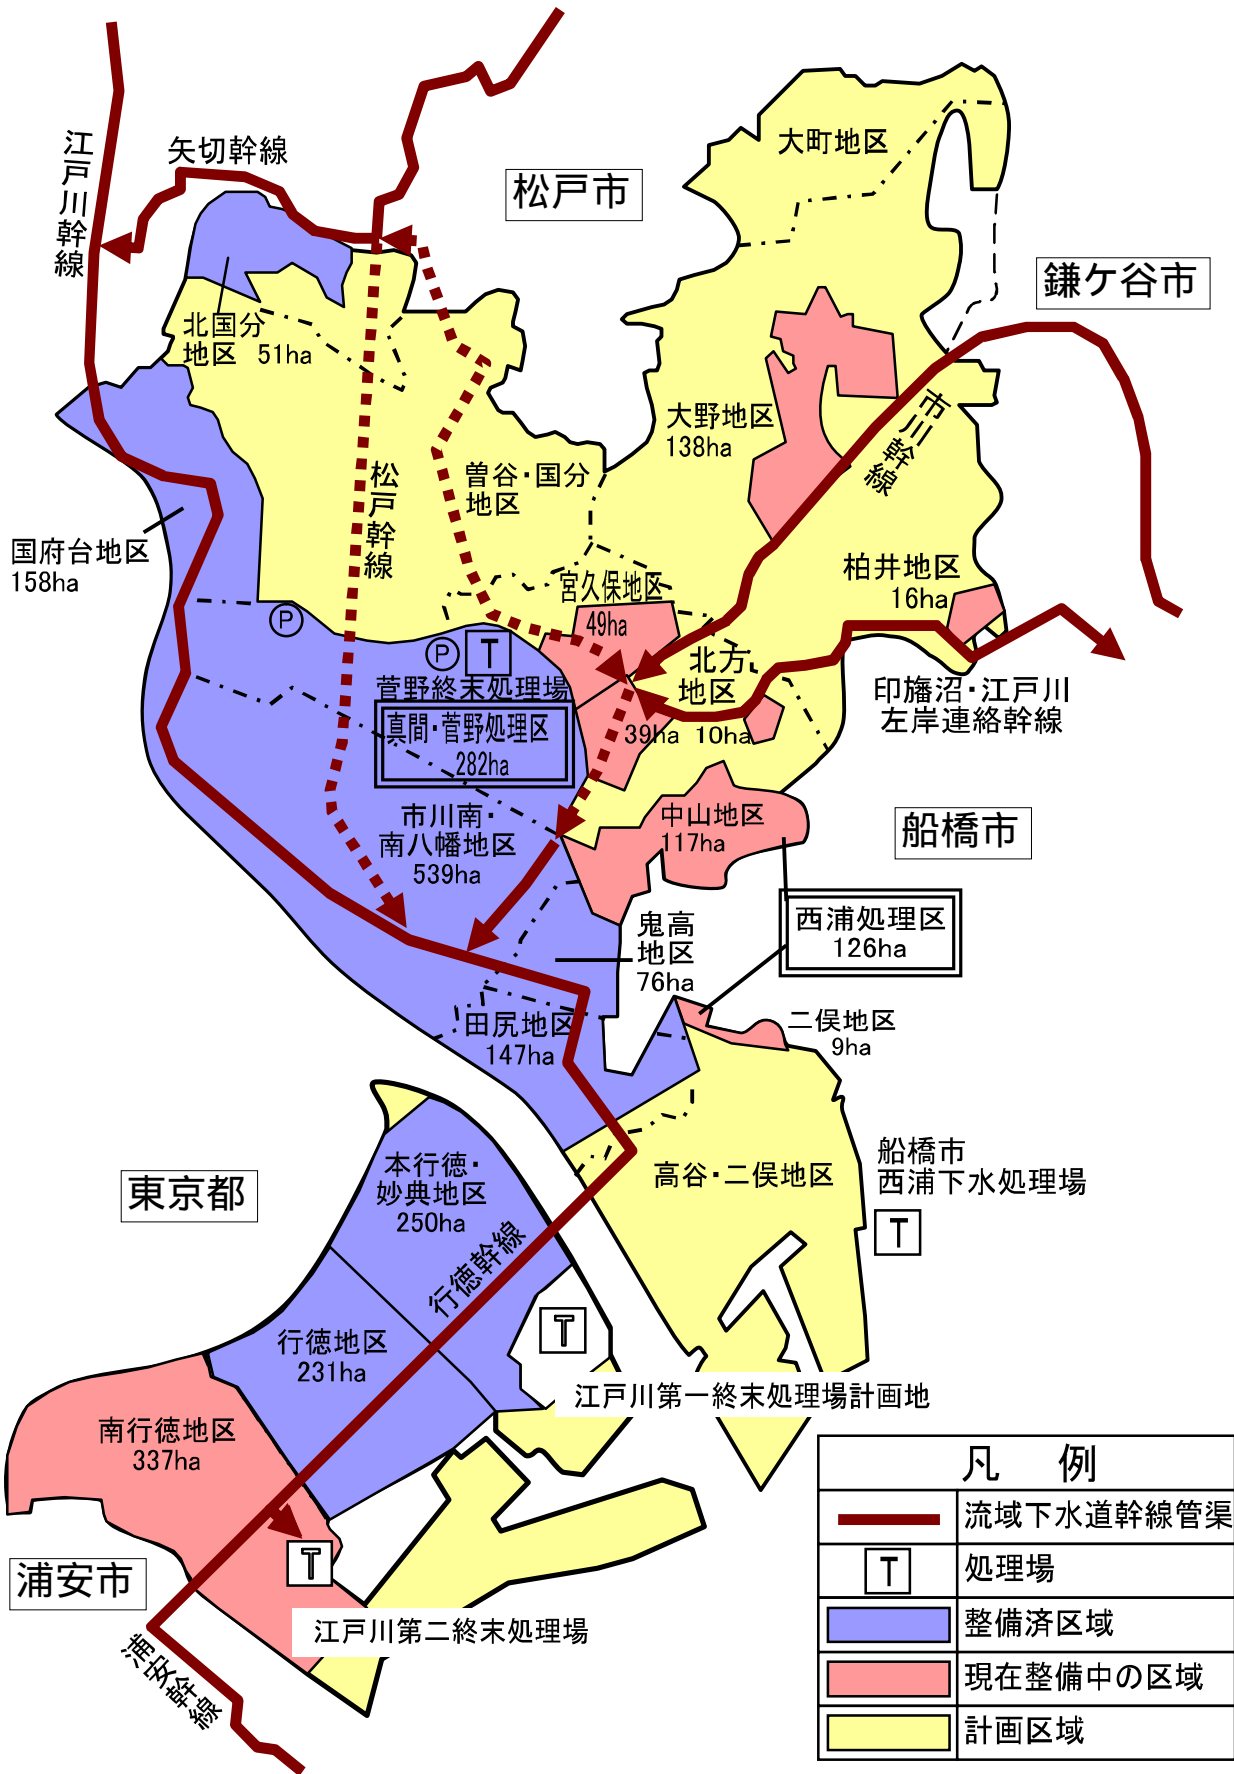 矢切幹線
江戸川幹線
松戸市
大町地区
鎌ケ谷市
北国分
地区 51ha
大野地区
138ha
市川幹線
松戸幹線
曽谷・国分
地区
国府台地区
158ha
宮久保地区
49ha
柏井地区
16ha
P
P
T
北方
地区
39ha 10ha
菅野終末処理場
真間・菅野処理区
282ha
印旛沼・江戸川
左岸連絡幹線
市川南・
南八幡地区
539ha
中山地区
117ha
船橋市
鬼高
地区
76ha
西浦処理区
126ha
田尻地区
147ha
二俣地区
9ha
本行徳・
妙典地区
250ha
高谷・二俣地区
船橋市
西浦下水処理場
T
東京都
行徳幹線
行徳地区
231ha
T
江戸川第一終末処理場計画地
南行徳地区
337ha
T
浦安市
江戸川第二終末処理場
浦安幹線
凡 例
流域下水道幹線管渠
T 処理場
整備済区域
現在整備中の区域
計画区域